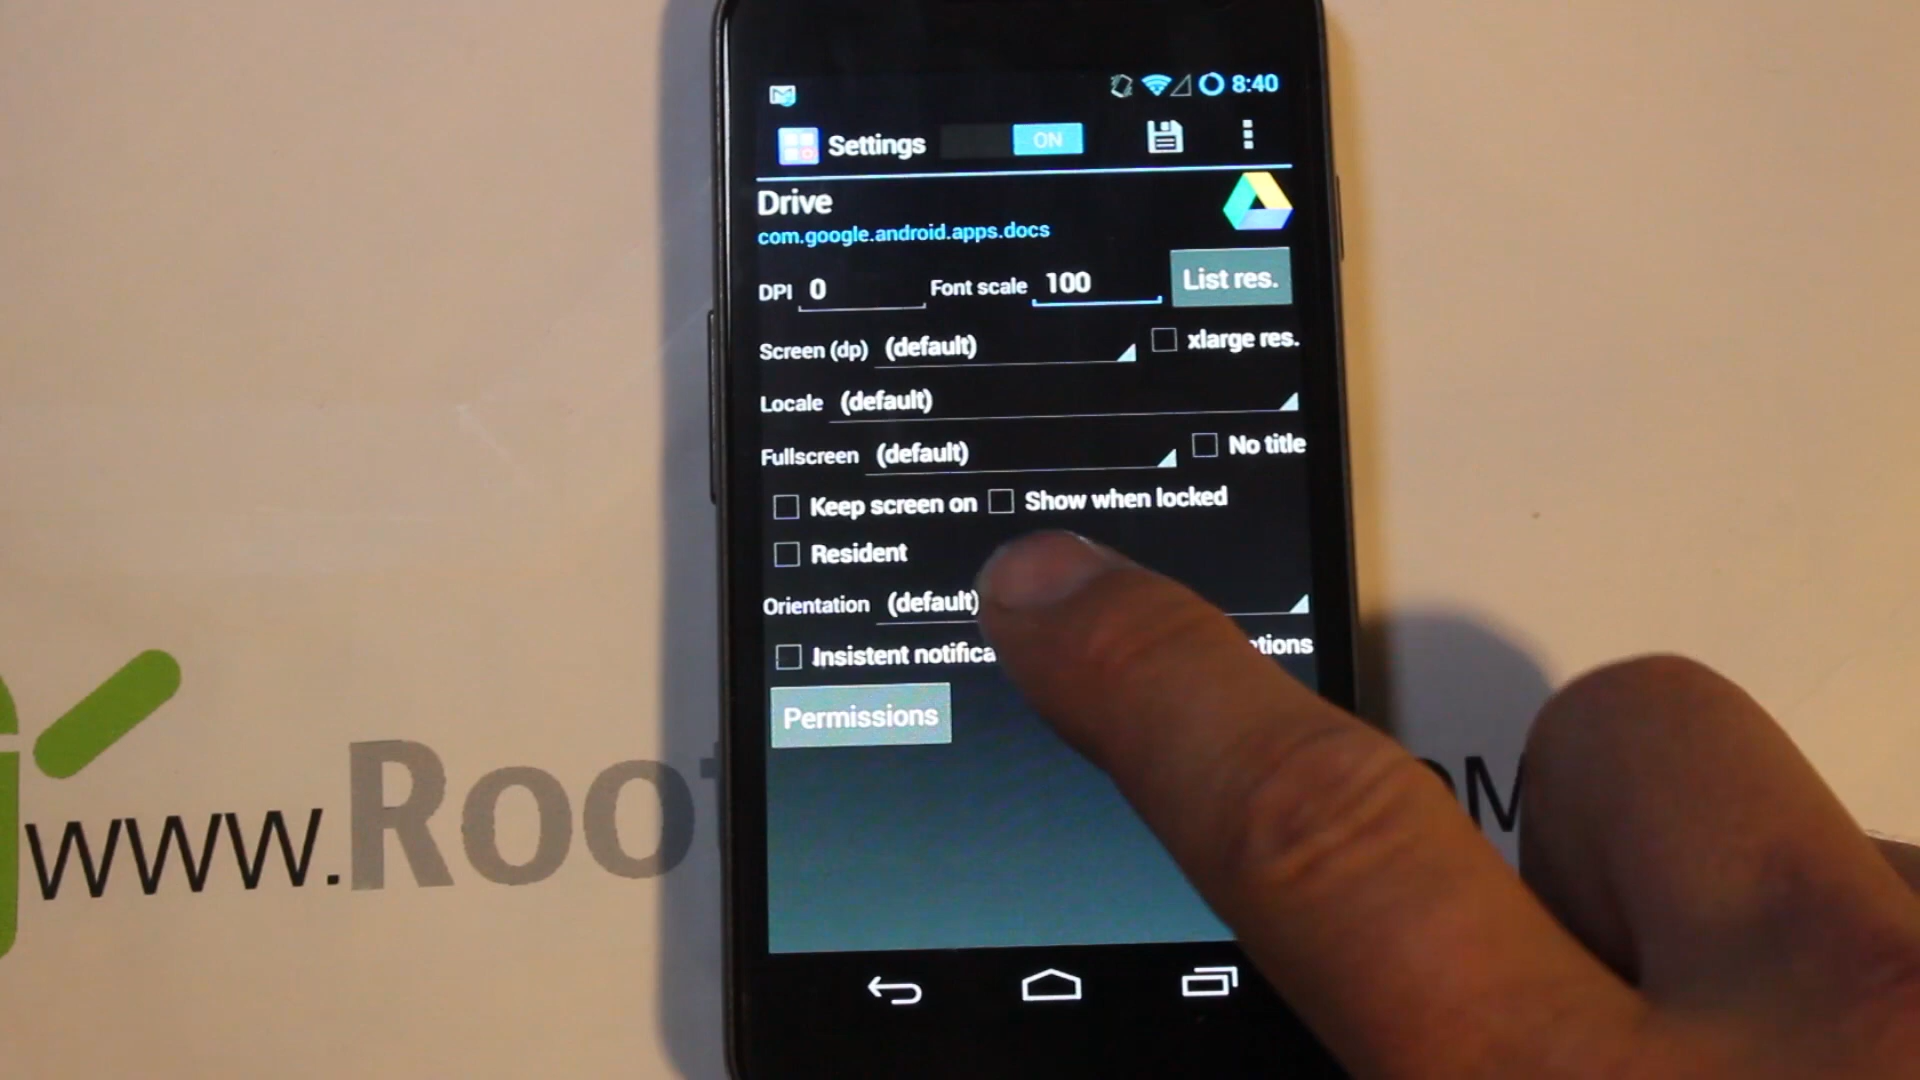 8:40
Settings ON
Drive
com.google.android.apps.docs
DPI 0 Font scale 100 List res.
Screen (dp) (default) xlarge res.
Locale (default)
Fullscreen (default) No title
Keep screen on Show when locked
Resident
Orientation (default)
Insistent notifica tions
Permissions
www.Root OM